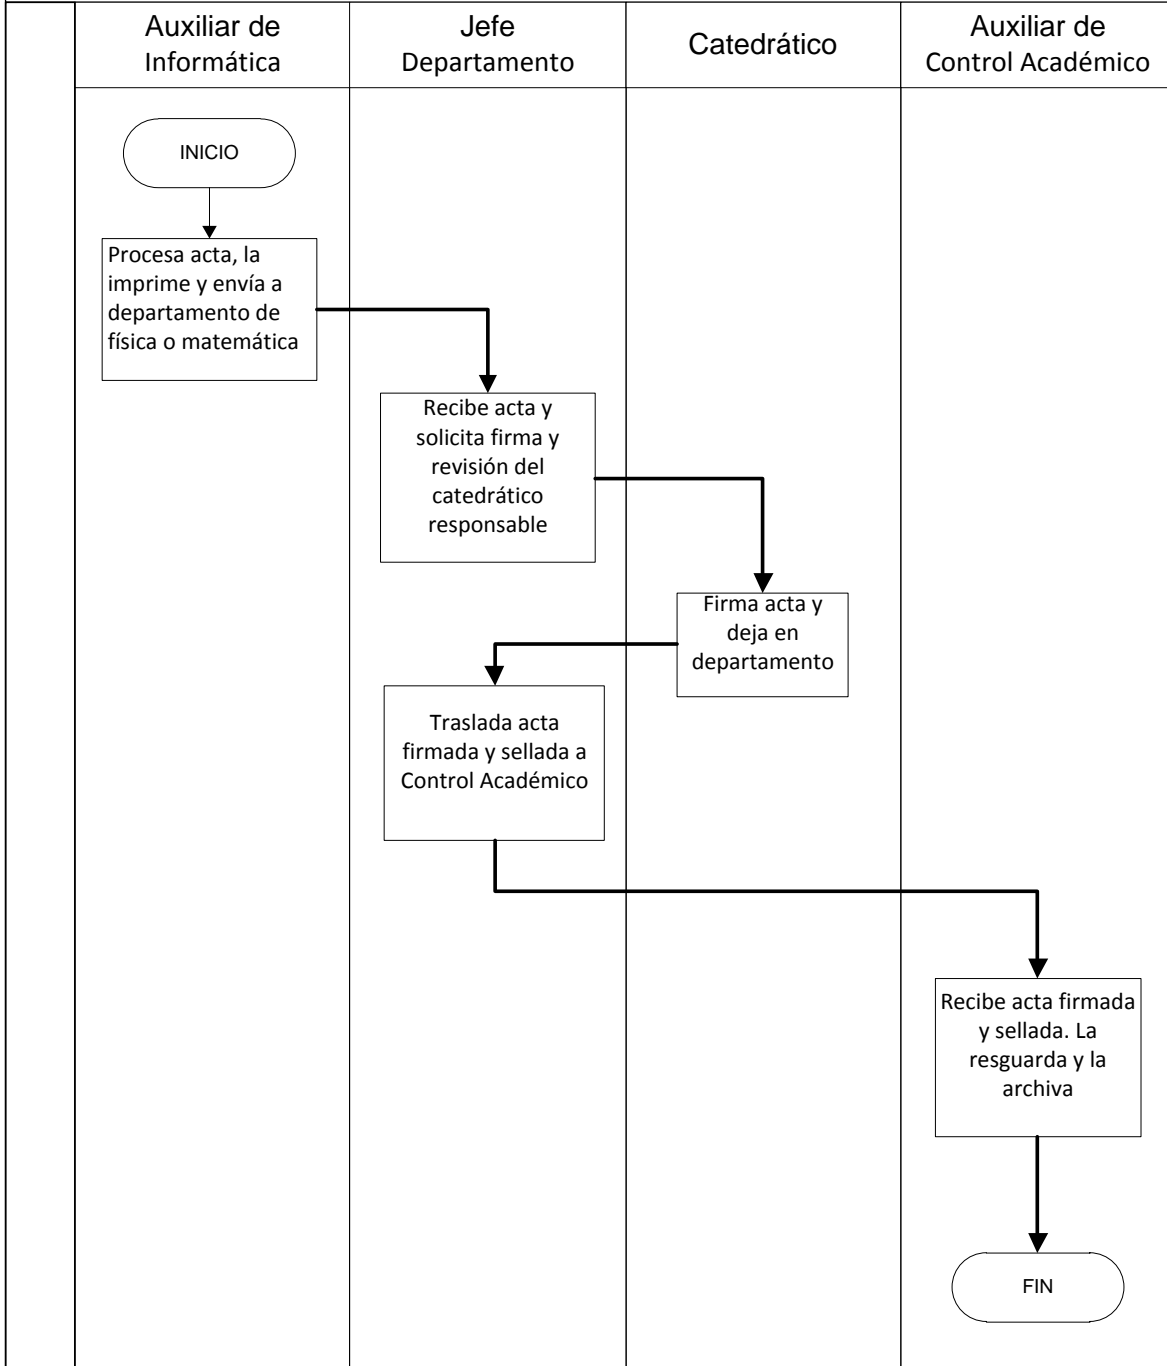 Auxiliar de
Informática
Jefe
Departamento
Catedrático
Auxiliar de
Control Académico
INICIO
Procesa acta, la
imprime y envía a
departamento de
física o matemática
Recibe acta y
solicita firma y
revisión del
catedrático
responsable
Firma acta y
deja en
departamento
Traslada acta
firmada y sellada a
Control Académico
Recibe acta firmada
y sellada. La
resguarda y la
archiva
FIN